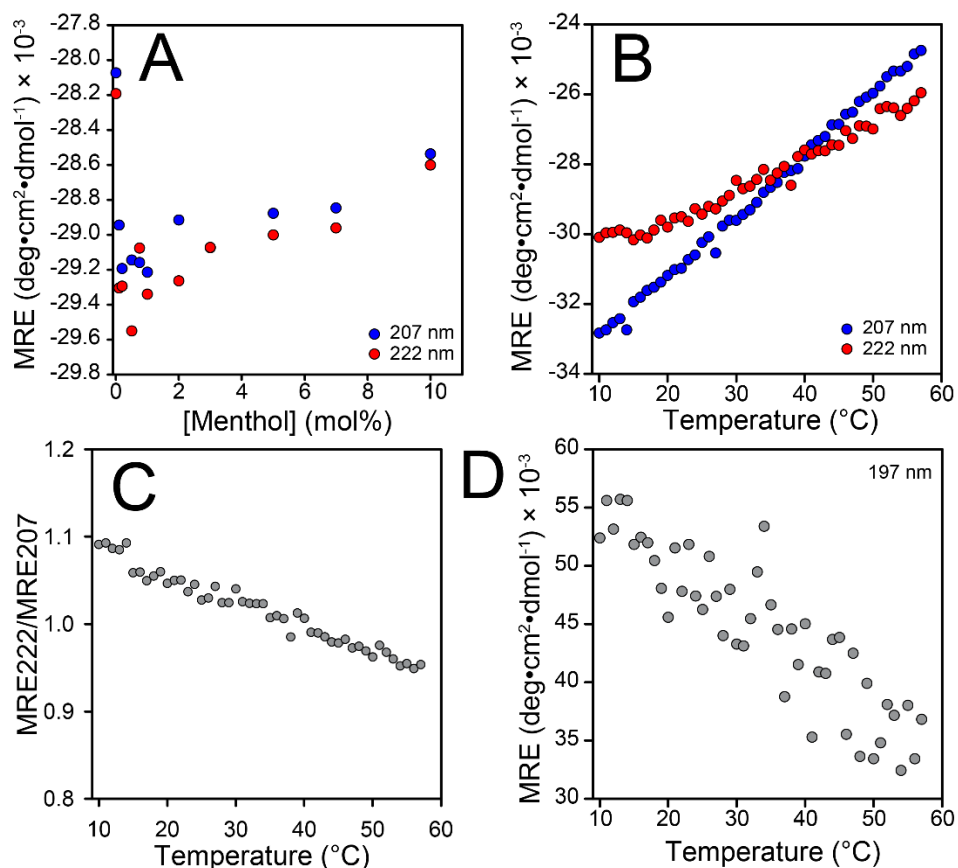 A
MRE (deg•cm²•dmol⁻¹) × 10⁻³
-27.8
-28.0
-28.2
-28.4
-28.6
-28.8
-29.0
-29.2
-29.4
-29.6
-29.8
0 2 4 6 8 10
[Menthol] (mol%)
207 nm
222 nm
B
MRE (deg•cm²•dmol⁻¹) × 10⁻³
-24
-26
-28
-30
-32
-34
10 20 30 40 50 60
Temperature (°C)
207 nm
222 nm
C
MRE222/MRE207
1.2
1.1
1.0
0.9
0.8
10 20 30 40 50 60
Temperature (°C)
D
197 nm
MRE (deg•cm²•dmol⁻¹) × 10⁻³
60
55
50
45
40
35
30
10 20 30 40 50 60
Temperature (°C)